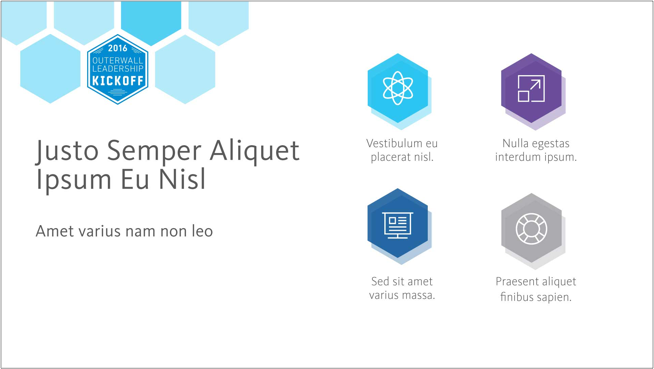 2016
OUTERWALL
LEADERSHIP
KICKOFF
Justo Semper Aliquet
Ipsum Eu Nisl
Amet varius nam non leo
Vestibulum eu
placerat nisl.
Nulla egestas
interdum ipsum.
Sed sit amet
varius massa.
Praesent aliquet
finibus sapien.